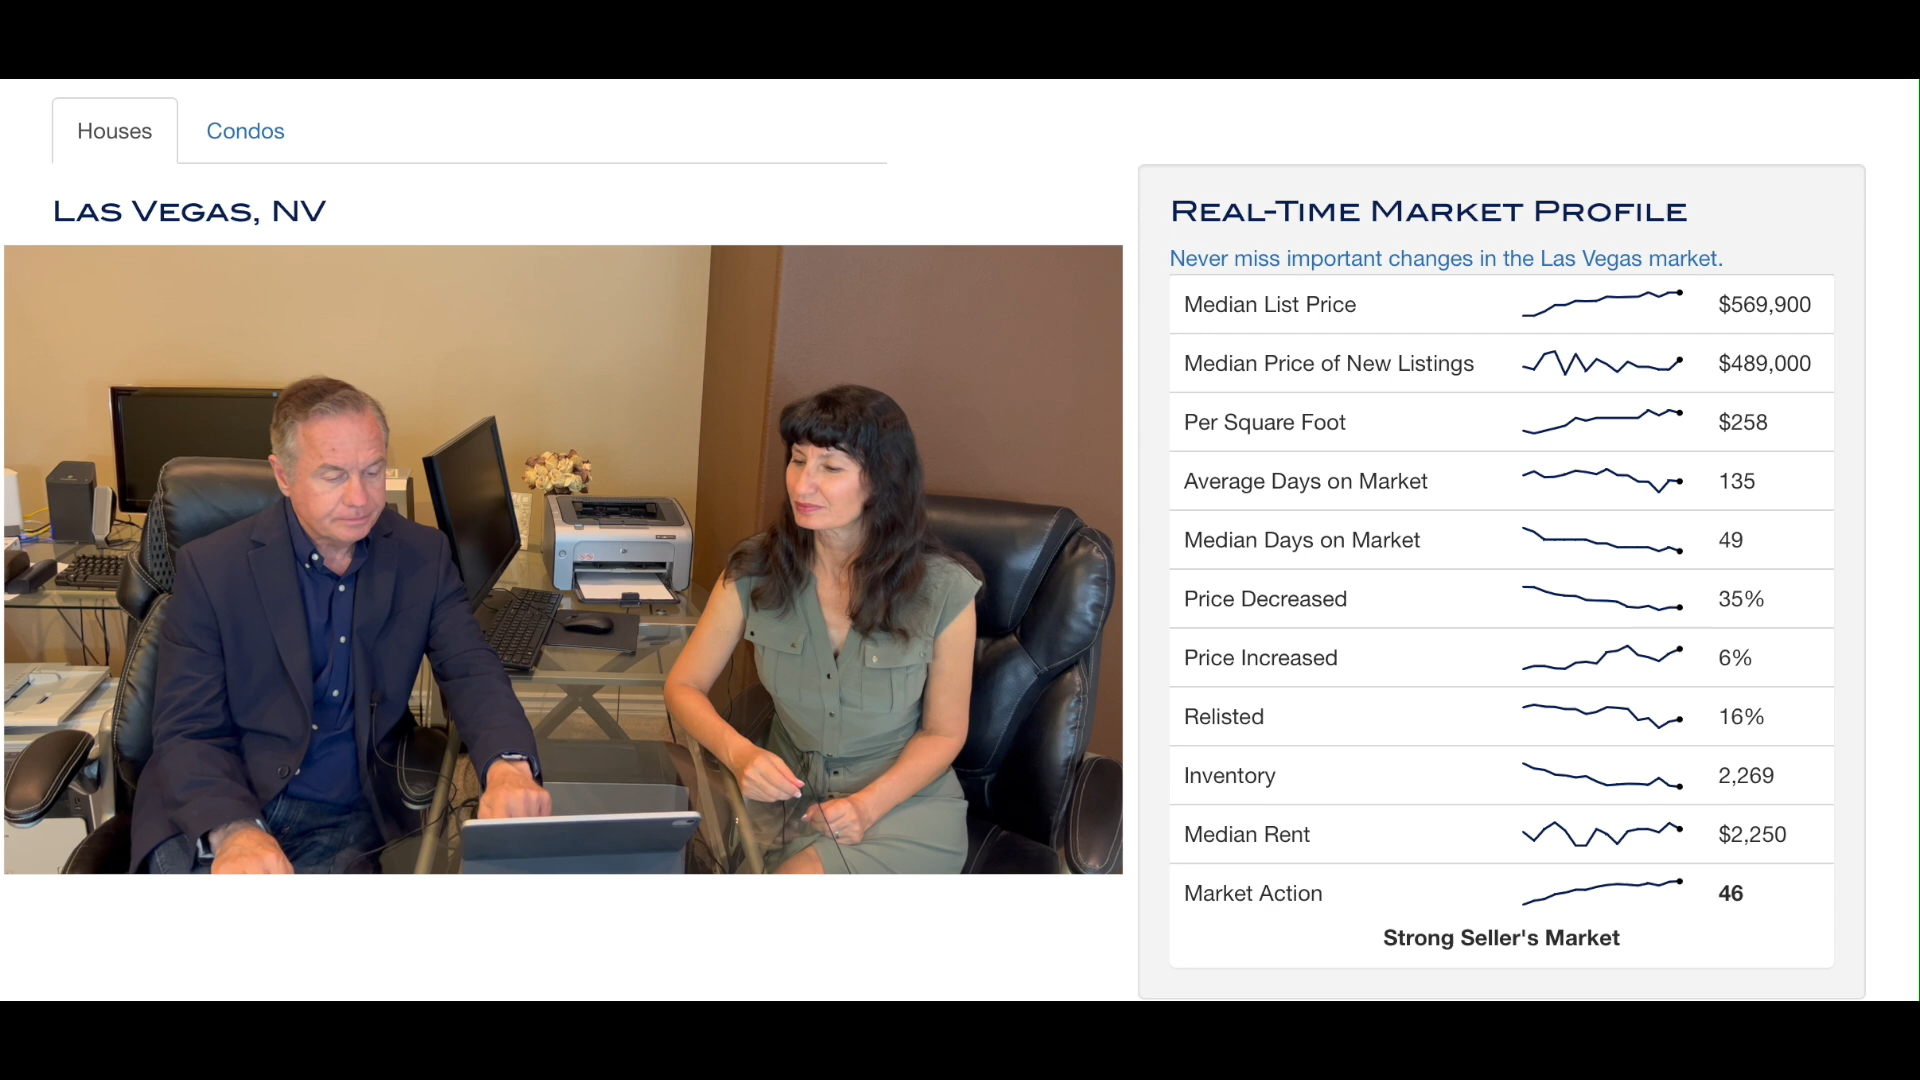 Houses
Condos
LAS VEGAS, NV
REAL-TIME MARKET PROFILE
Never miss important changes in the Las Vegas market.
Median List Price $569,900
Median Price of New Listings $489,000
Per Square Foot $258
Average Days on Market 135
Median Days on Market 49
Price Decreased 35%
Price Increased 6%
Relisted 16%
Inventory 2,269
Median Rent $2,250
Market Action 46
Strong Seller's Market